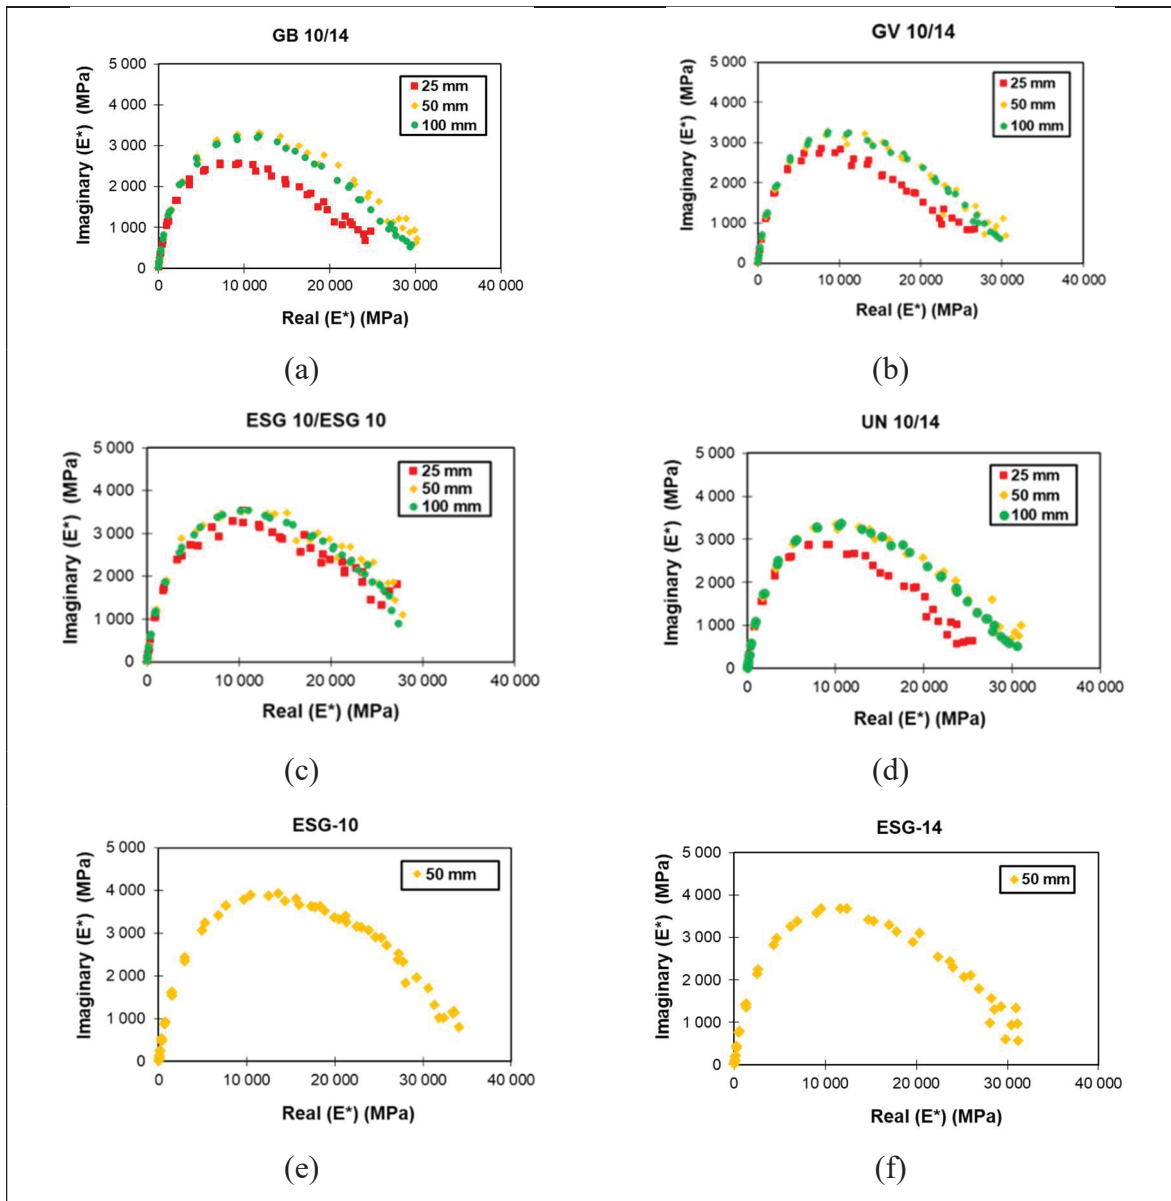 GB 10/14
Imaginary (E*) (MPa)
5 000
4 000
3 000
2 000
1 000
0
0 10 000 20 000 30 000 40 000
25 mm
50 mm
100 mm
Real (E*) (MPa)
(a)
GV 10/14
Imaginary (E*) (MPa)
5 000
4 000
3 000
2 000
1 000
0
0 10 000 20 000 30 000 40 000
25 mm
50 mm
100 mm
Real (E*) (MPa)
(b)
ESG 10/ESG 10
Imaginary (E*) (MPa)
5 000
4 000
3 000
2 000
1 000
0
0 10 000 20 000 30 000 40 000
25 mm
50 mm
100 mm
Real (E*) (MPa)
(c)
UN 10/14
Imaginary (E*) (MPa)
5 000
4 000
3 000
2 000
1 000
0
0 10 000 20 000 30 000 40 000
25 mm
50 mm
100 mm
Real (E*) (MPa)
(d)
ESG-10
Imaginary (E*) (MPa)
5 000
4 000
3 000
2 000
1 000
0
0 10 000 20 000 30 000 40 000
50 mm
Real (E*) (MPa)
(e)
ESG-14
Imaginary (E*) (MPa)
5 000
4 000
3 000
2 000
1 000
0
0 10 000 20 000 30 000 40 000
50 mm
Real (E*) (MPa)
(f)